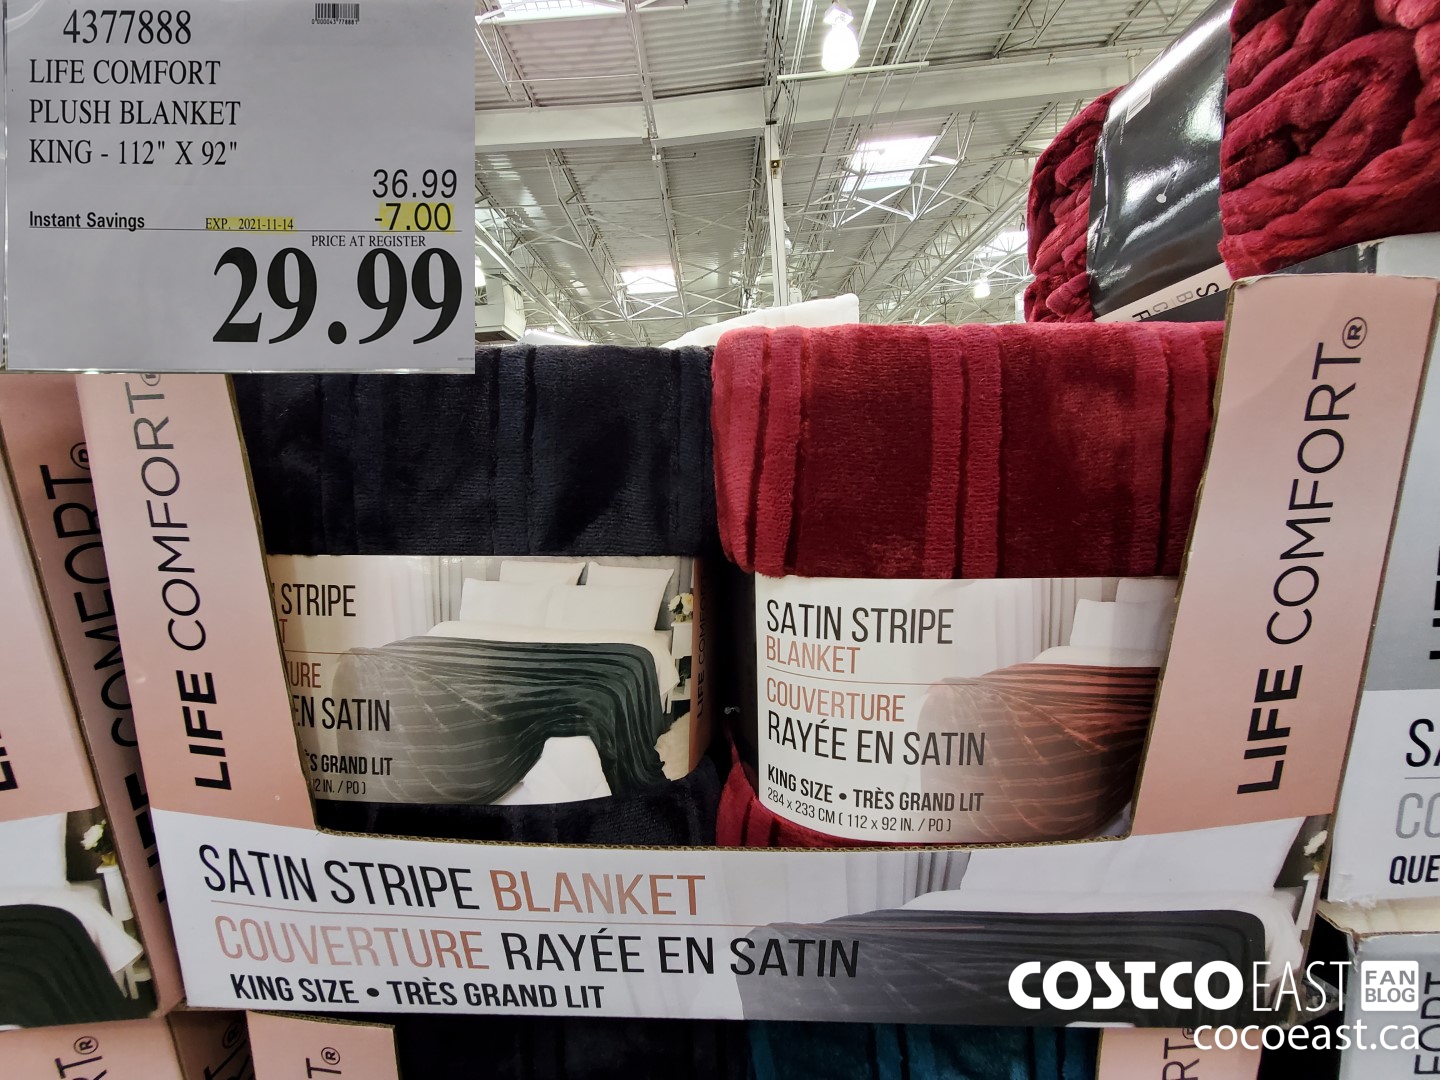 4377888
LIFE COMFORT
PLUSH BLANKET
KING - 112" X 92"
36.99
Instant Savings EXP. 2021-11-14 -7.00
PRICE AT REGISTER
29.99
LIFE COMFORT®
LIFE COMFORT®
LIFE COMFORT®
STRIPE
EN SATIN
GRAND LIT
SATIN STRIPE
BLANKET
COUVERTURE
RAYÉE EN SATIN
KING SIZE • TRÈS GRAND LIT
284 x 233 CM ( 112 x 92 IN. / PO )
SATIN STRIPE BLANKET
COUVERTURE RAYÉE EN SATIN
KING SIZE • TRÈS GRAND LIT
COSTCO EAST FAN
BLOG
cocoeast.ca